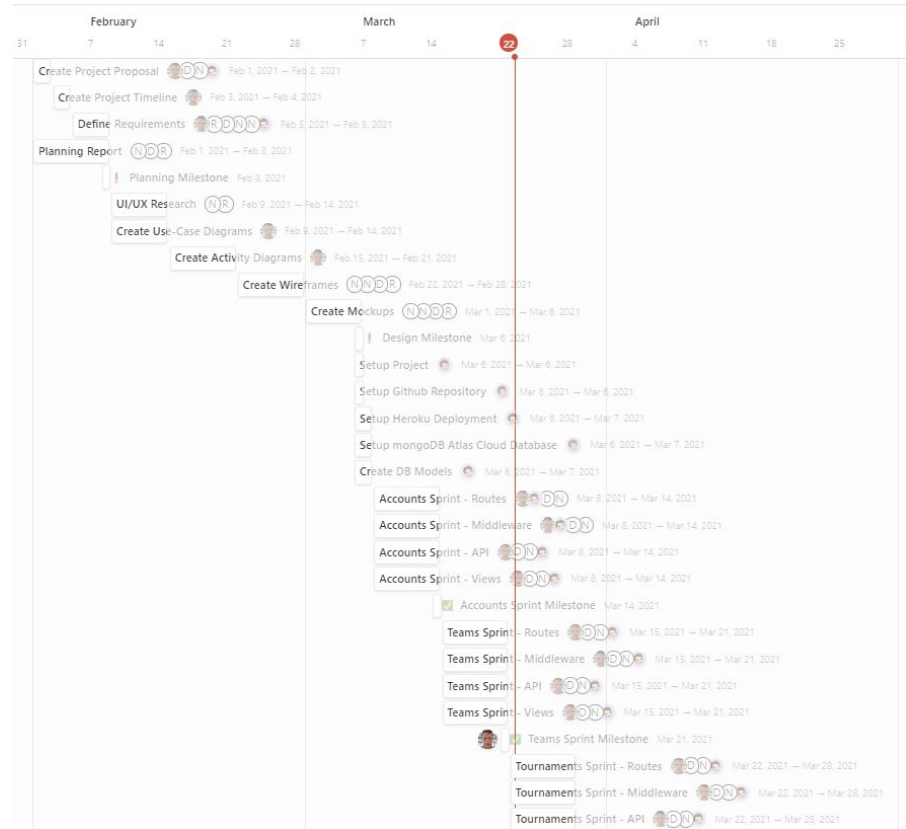 February March April
31 7 14 21 28 7 14 22 28 4 11 18 25
Create Project Proposal D N Feb 1, 2021 → Feb 2, 2021
Create Project Timeline Feb 3, 2021 → Feb 4, 2021
Define Requirements R D N N Feb 5, 2021 → Feb 8, 2021
Planning Report N D R Feb 1, 2021 → Feb 8, 2021
❗ Planning Milestone Feb 8, 2021
UI/UX Research N R Feb 9, 2021 → Feb 14, 2021
Create Use-Case Diagrams Feb 9, 2021 → Feb 14, 2021
Create Activity Diagrams Feb 15, 2021 → Feb 21, 2021
Create Wireframes N N D R Feb 22, 2021 → Feb 28, 2021
Create Mockups N N D R Mar 1, 2021 → Mar 6, 2021
❗ Design Milestone Mar 6, 2021
Setup Project Mar 6, 2021 → Mar 6, 2021
Setup Github Repository Mar 6, 2021 → Mar 6, 2021
Setup Heroku Deployment Mar 6, 2021 → Mar 7, 2021
Setup mongoDB Atlas Cloud Database Mar 6, 2021 → Mar 7, 2021
Create DB Models Mar 6, 2021 → Mar 7, 2021
Accounts Sprint - Routes D N Mar 8, 2021 → Mar 14, 2021
Accounts Sprint - Middleware D N Mar 8, 2021 → Mar 14, 2021
Accounts Sprint - API D N Mar 8, 2021 → Mar 14, 2021
Accounts Sprint - Views D N Mar 8, 2021 → Mar 14, 2021
✅ Accounts Sprint Milestone Mar 14, 2021
Teams Sprint - Routes D N Mar 15, 2021 → Mar 21, 2021
Teams Sprint - Middleware D N Mar 15, 2021 → Mar 21, 2021
Teams Sprint - API D N Mar 15, 2021 → Mar 21, 2021
Teams Sprint - Views D N Mar 15, 2021 → Mar 21, 2021
✅ Teams Sprint Milestone Mar 21, 2021
Tournaments Sprint - Routes D N Mar 22, 2021 → Mar 28, 2021
Tournaments Sprint - Middleware D N Mar 22, 2021 → Mar 28, 2021
Tournaments Sprint - API D N Mar 22, 2021 → Mar 28, 2021